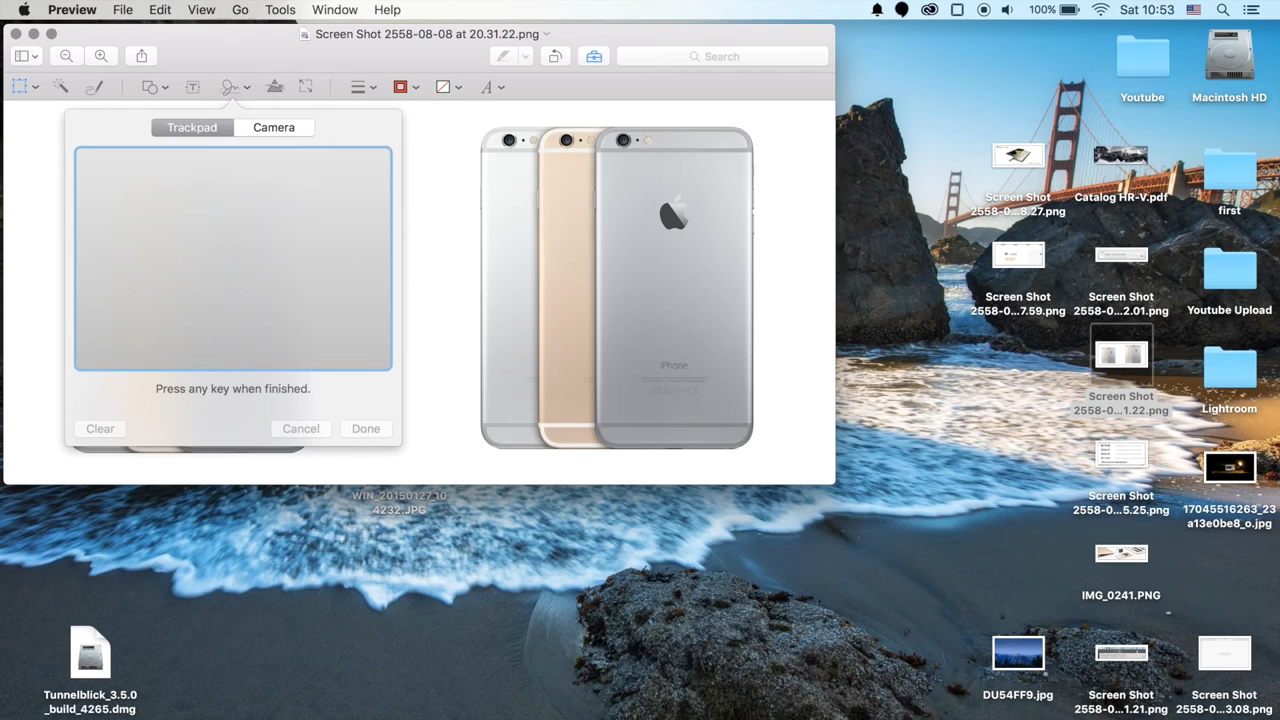 Preview File Edit View Go Tools Window Help
100% Sat 10:53
Screen Shot 2558-08-08 at 20.31.22.png
Search
Trackpad Camera
Press any key when finished.
Clear Cancel Done
iPhone
WIN_20150127_10
4232.JPG
Tunnelblick_3.5.0
_build_4265.dmg
Youtube
Macintosh HD
Screen Shot
2558-0...8.27.png
Catalog HR-V.pdf
first
Screen Shot
2558-0...7.59.png
Screen Shot
2558-0...2.01.png
Youtube Upload
Screen Shot
2558-0...1.22.png
Lightroom
Screen Shot
2558-0...5.25.png
17045516263_23
a13e0be8_o.jpg
IMG_0241.PNG
DU54FF9.jpg
Screen Shot
2558-0...1.21.png
Screen Shot
2558-0...3.08.png